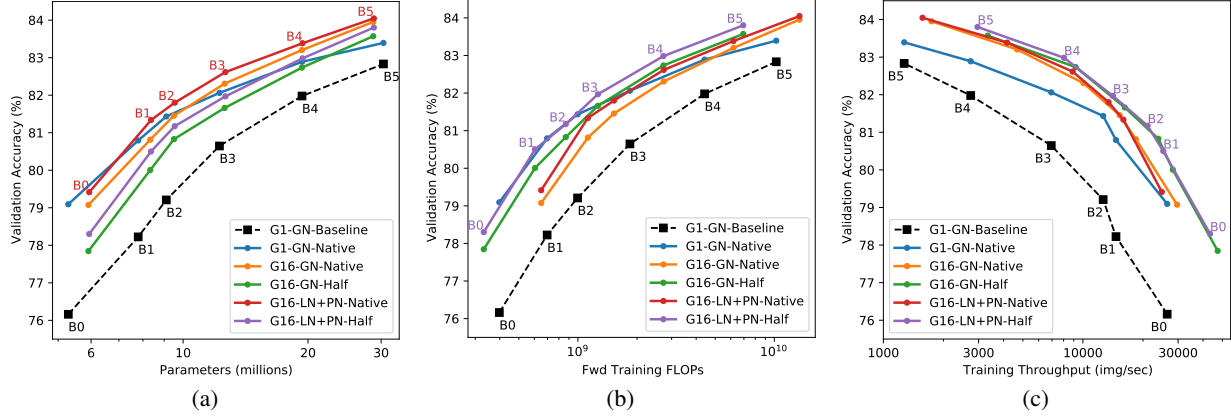 84
83
82
81
80
79
78
77
76
Validation Accuracy (%)
B0
B1
B2
B3
B4
B5
B0
B1
B2
B3
B4
B5
G1-GN-Baseline
G1-GN-Native
G16-GN-Native
G16-GN-Half
G16-LN+PN-Native
G16-LN+PN-Half
6
10
20
30
Parameters (millions)
(a)
84
83
82
81
80
79
78
77
76
Validation Accuracy (%)
B0
B1
B2
B3
B4
B5
B0
B1
B2
B3
B4
B5
G1-GN-Baseline
G1-GN-Native
G16-GN-Native
G16-GN-Half
G16-LN+PN-Native
G16-LN+PN-Half
10⁹
10¹⁰
Fwd Training FLOPs
(b)
84
83
82
81
80
79
78
77
76
Validation Accuracy (%)
B5
B4
B3
B2
B1
B0
B5
B4
B3
B2
B1
B0
G1-GN-Baseline
G1-GN-Native
G16-GN-Native
G16-GN-Half
G16-LN+PN-Native
G16-LN+PN-Half
1000
3000
10000
30000
Training Throughput (img/sec)
(c)